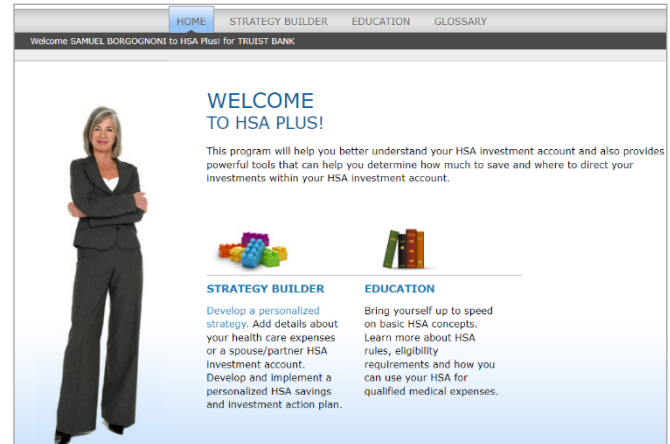 HOME STRATEGY BUILDER EDUCATION GLOSSARY
Welcome SAMUEL BORGOGNONI to HSA Plus! for TRUIST BANK
WELCOME
TO HSA PLUS!
This program will help you better understand your HSA investment account and also provides
powerful tools that can help you determine how much to save and where to direct your
investments within your HSA investment account.
STRATEGY BUILDER
Develop a personalized
strategy. Add details about
your health care expenses
or a spouse/partner HSA
investment account.
Develop and implement a
personalized HSA savings
and investment action plan.
EDUCATION
Bring yourself up to speed
on basic HSA concepts.
Learn more about HSA
rules, eligibility
requirements and how you
can use your HSA for
qualified medical expenses.